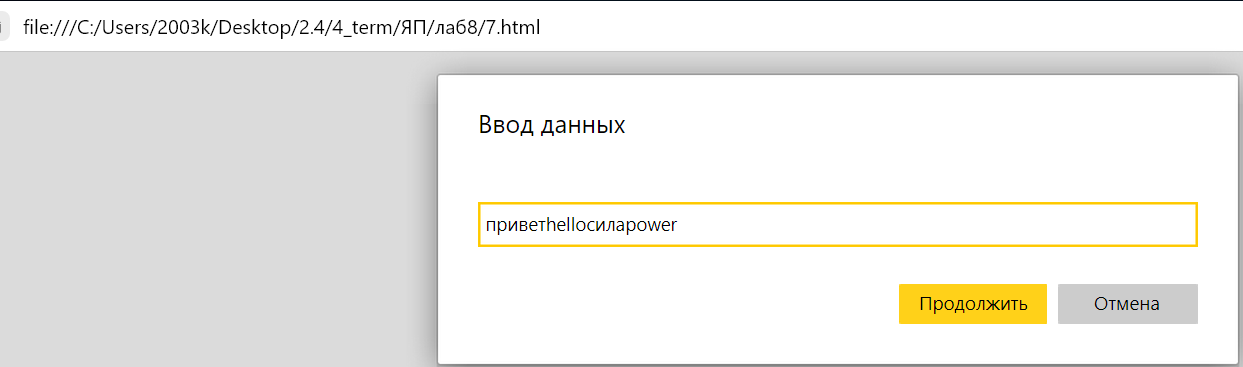 file:///C:/Users/2003k/Desktop/2.4/4_term/ЯП/лаб8/7.html
Ввод данных
приветhelloсилаpower
Продолжить Отмена